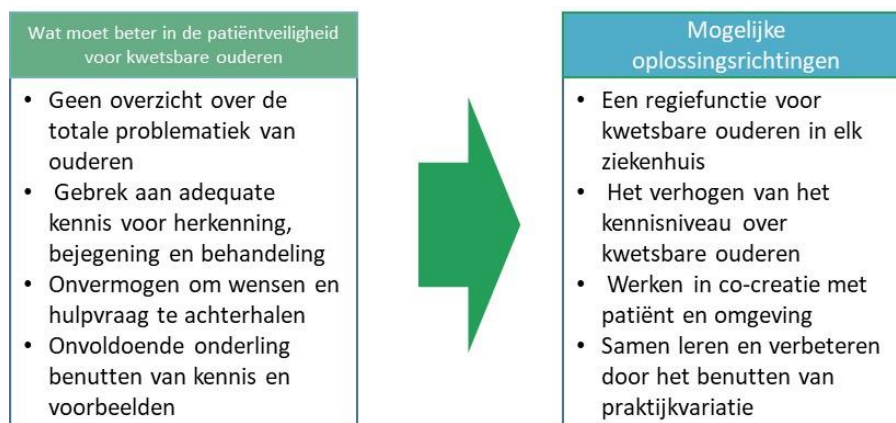 Wat moet beter in de patiëntveiligheid
voor kwetsbare ouderen
• Geen overzicht over de
totale problematiek van
ouderen
• Gebrek aan adequate
kennis voor herkenning,
bejegening en behandeling
• Onvermogen om wensen en
hulpvraag te achterhalen
• Onvoldoende onderling
benutten van kennis en
voorbeelden
Mogelijke
oplossingsrichtingen
• Een regiefunctie voor
kwetsbare ouderen in elk
ziekenhuis
• Het verhogen van het
kennisniveau over
kwetsbare ouderen
• Werken in co-creatie met
patiënt en omgeving
• Samen leren en verbeteren
door het benutten van
praktijkvariatie